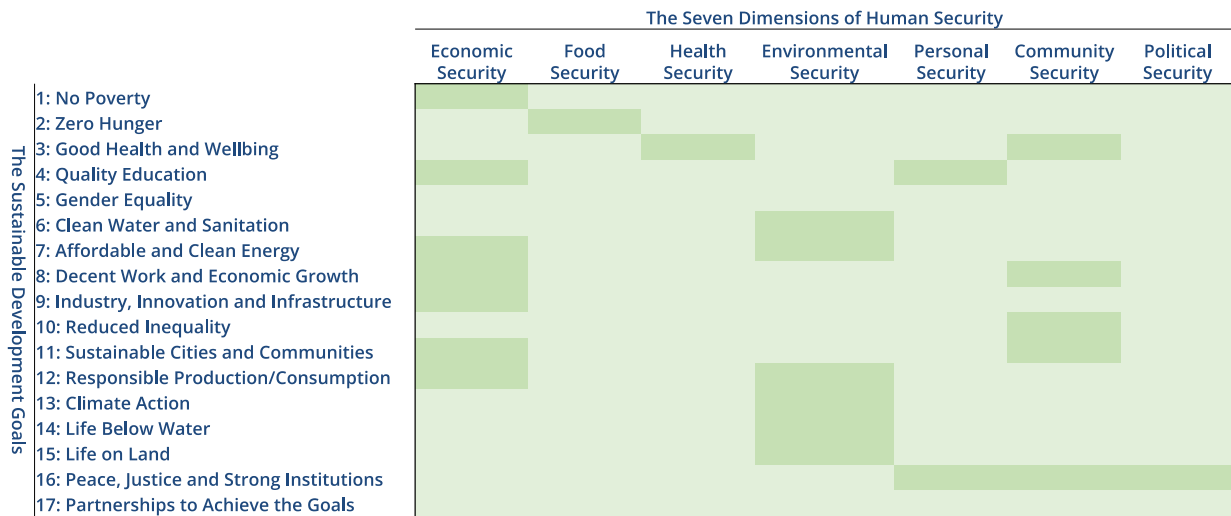 The Seven Dimensions of Human Security
Economic Security
Food Security
Health Security
Environmental Security
Personal Security
Community Security
Political Security
The Sustainable Development Goals
1: No Poverty
2: Zero Hunger
3: Good Health and Wellbing
4: Quality Education
5: Gender Equality
6: Clean Water and Sanitation
7: Affordable and Clean Energy
8: Decent Work and Economic Growth
9: Industry, Innovation and Infrastructure
10: Reduced Inequality
11: Sustainable Cities and Communities
12: Responsible Production/Consumption
13: Climate Action
14: Life Below Water
15: Life on Land
16: Peace, Justice and Strong Institutions
17: Partnerships to Achieve the Goals